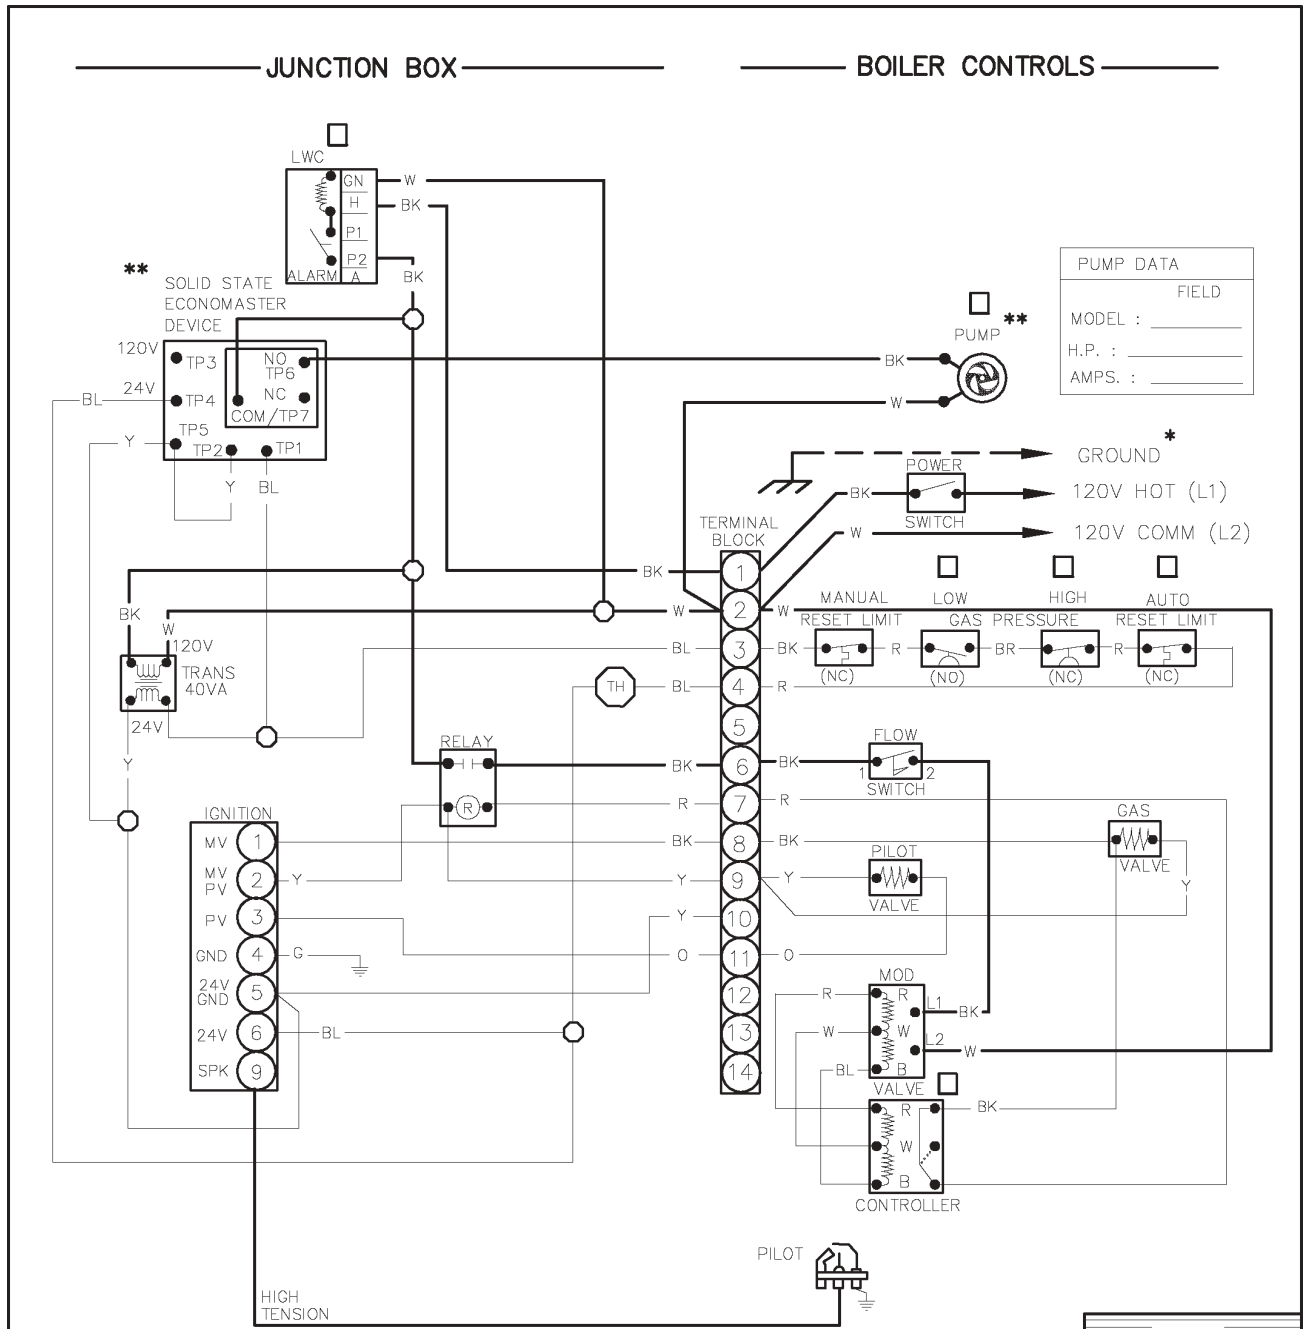 JUNCTION BOX
BOILER CONTROLS
LWC
GN
W
H
BK
P1
P2
ALARM
A
BK
**
SOLID STATE
ECONOMASTER
DEVICE
120V
TP3
NO
TP6
24V
TP4
NC
BL
COM/TP7
TP5
Y
TP2
TP1
Y
BL
PUMP **
BK
W
PUMP DATA
FIELD
MODEL :
H.P. :
AMPS. :
GROUND *
POWER
BK
120V HOT (L1)
SWITCH
W
120V COMM (L2)
TERMINAL
BLOCK
BK
1
W
2
W
BL
3
BK
BL
4
R
5
BK
6
BK
R
7
R
BK
8
BK
Y
9
Y
Y
10
O
11
O
12
13
14
MANUAL
LOW
HIGH
AUTO
RESET LIMIT
GAS PRESSURE
RESET LIMIT
R
BR
R
(NC)
(NO)
(NC)
(NC)
BK
W
120V
TRANS
40VA
24V
Y
TH
RELAY
R
FLOW
1
2
SWITCH
GAS
VALVE
Y
PILOT
VALVE
IGNITION
MV
1
MV
PV
2
Y
PV
3
GND
4
G
24V
GND
5
24V
6
BL
SPK
9
MOD
R
R
L1
BK
W
W
L2
W
BL
B
VALVE
R
BK
W
B
CONTROLLER
PILOT
HIGH
TENSION